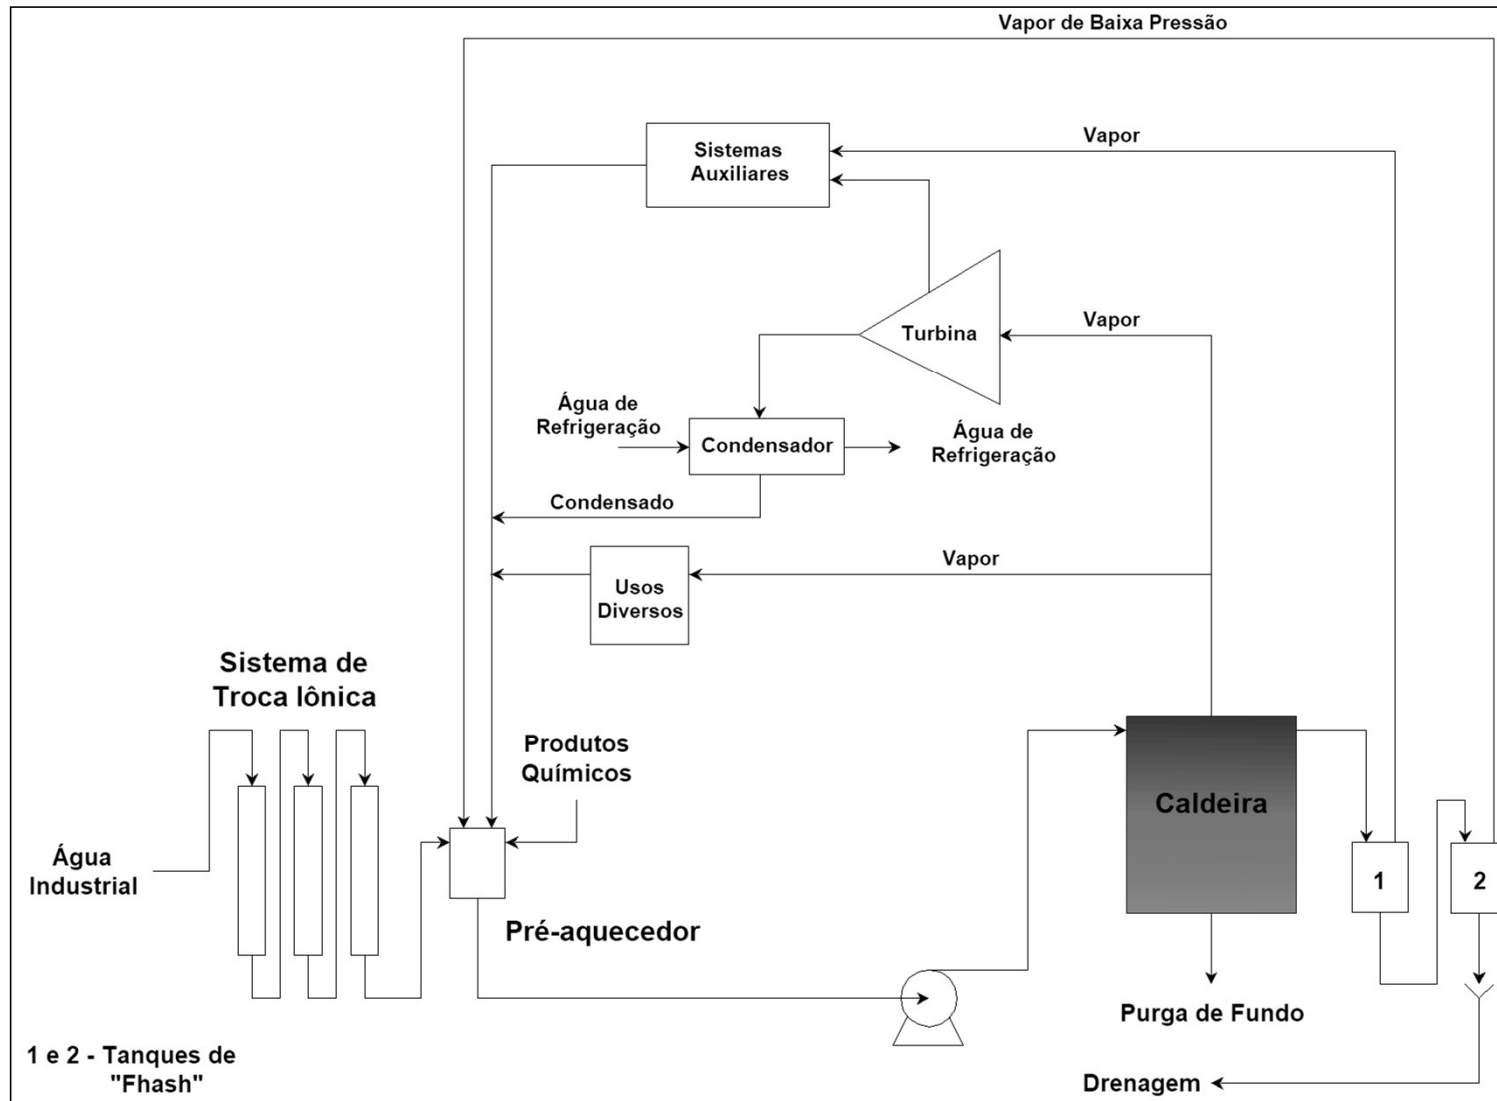 Vapor de Baixa Pressão
Vapor
Sistemas
Auxiliares
Vapor
Turbina
Água de
Refrigeração
Condensador
Água de
Refrigeração
Condensado
Vapor
Usos
Diversos
Sistema de
Troca Iônica
Produtos
Químicos
Caldeira
Água
Industrial
1
2
Pré-aquecedor
Purga de Fundo
1 e 2 - Tanques de
"Fhash"
Drenagem